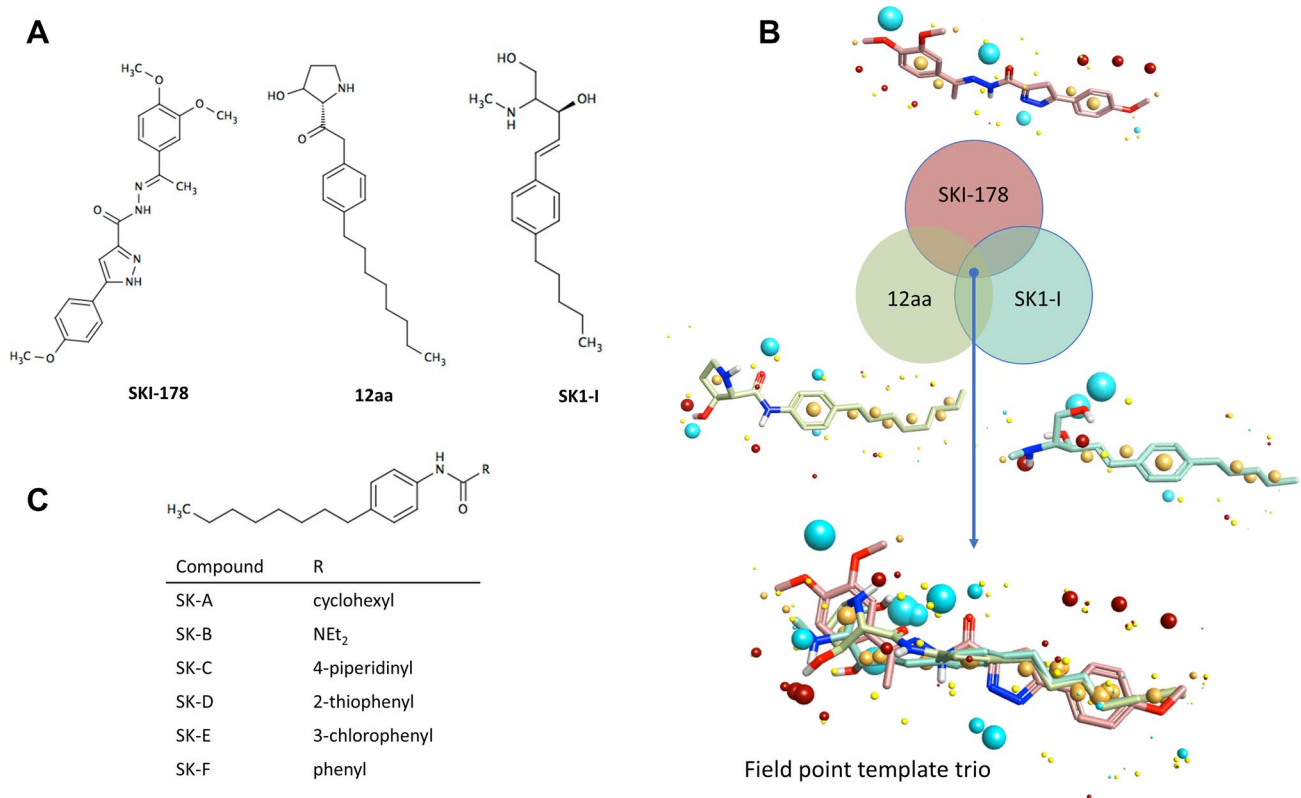 A
B
H₃C
O
O
CH₃
N
CH₃
NH
O
N
NH
H₃C
O
SKI-178
HO
NH
O
CH₃
12aa
HO
H₃C
N
H
OH
CH₃
SK1-I
SKI-178
12aa
SK1-I
C
H₃C
H
N
R
O
Compound R
SK-A cyclohexyl
SK-B NEt₂
SK-C 4-piperidinyl
SK-D 2-thiophenyl
SK-E 3-chlorophenyl
SK-F phenyl
Field point template trio